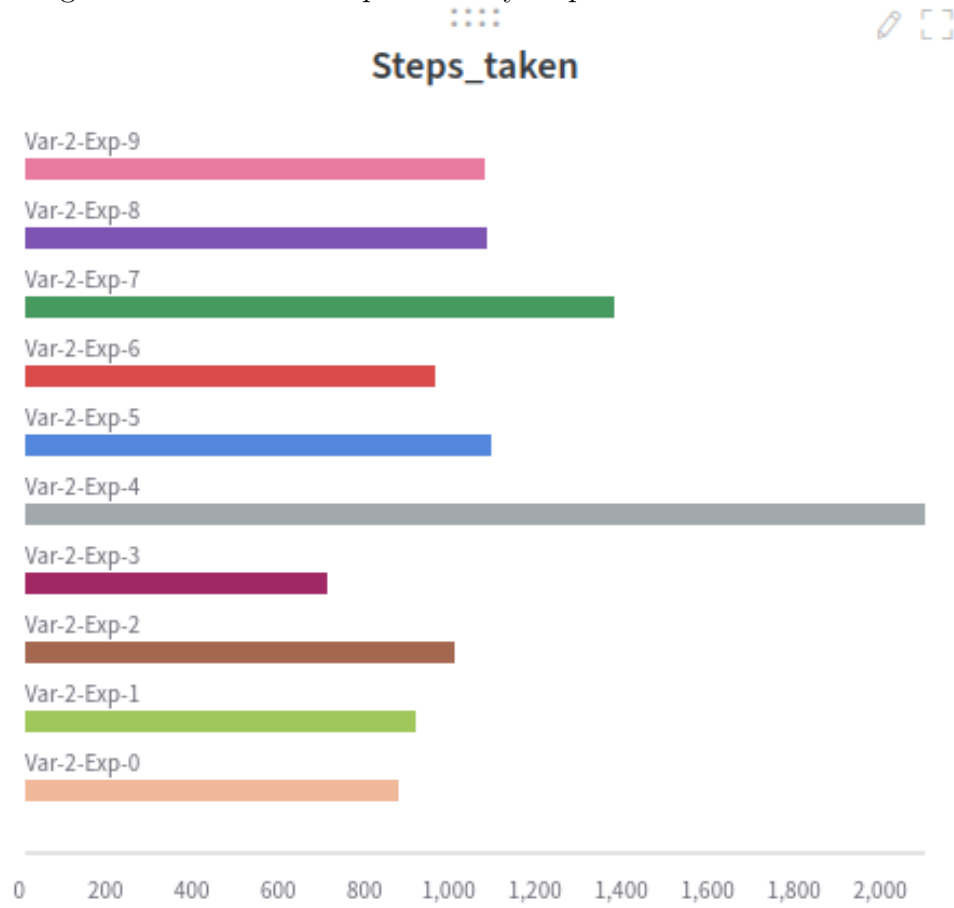 Steps_taken
Var-2-Exp-9
Var-2-Exp-8
Var-2-Exp-7
Var-2-Exp-6
Var-2-Exp-5
Var-2-Exp-4
Var-2-Exp-3
Var-2-Exp-2
Var-2-Exp-1
Var-2-Exp-0
0 200 400 600 800 1,000 1,200 1,400 1,600 1,800 2,000